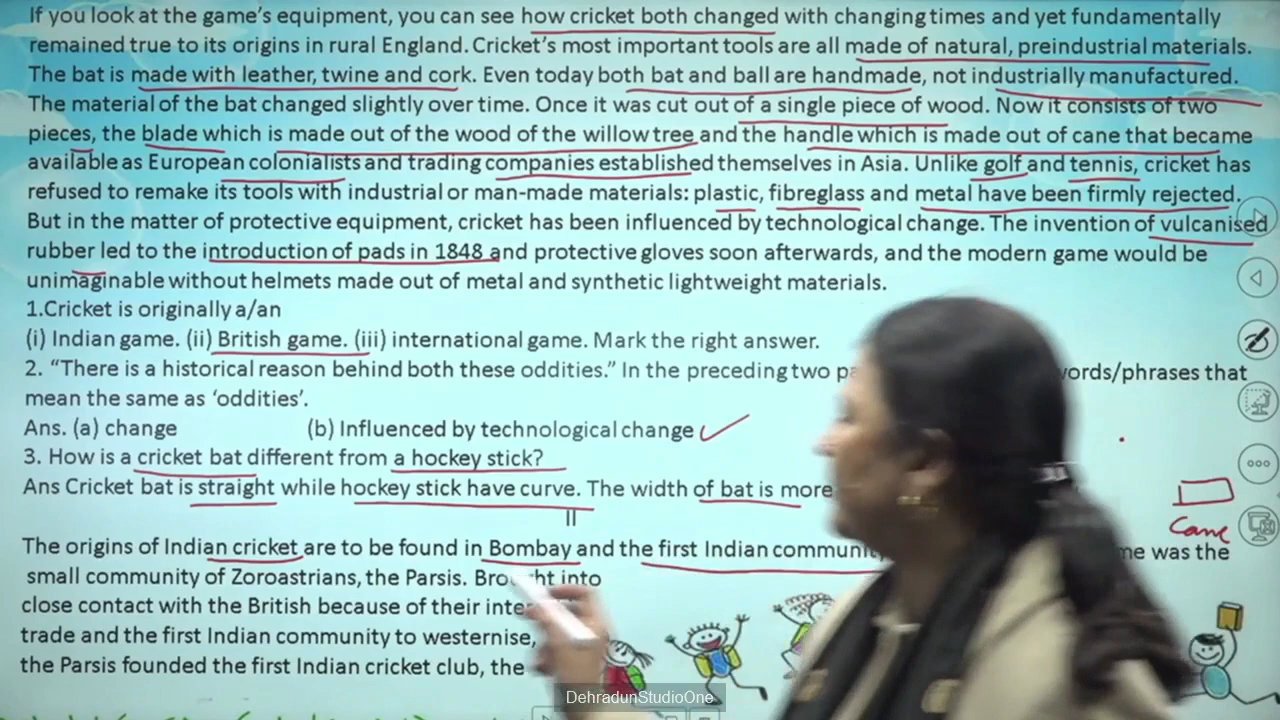 If you look at the game's equipment, you can see how cricket both changed with changing times and yet fundamentally
remained true to its origins in rural England. Cricket's most important tools are all made of natural, preindustrial materials.
The bat is made with leather, twine and cork. Even today both bat and ball are handmade, not industrially manufactured.
The material of the bat changed slightly over time. Once it was cut out of a single piece of wood. Now it consists of two
pieces, the blade which is made out of the wood of the willow tree and the handle which is made out of cane that became
available as European colonialists and trading companies established themselves in Asia. Unlike golf and tennis, cricket has
refused to remake its tools with industrial or man-made materials: plastic, fibreglass and metal have been firmly rejected.
But in the matter of protective equipment, cricket has been influenced by technological change. The invention of vulcanised
rubber led to the introduction of pads in 1848 and protective gloves soon afterwards, and the modern game would be
unimaginable without helmets made out of metal and synthetic lightweight materials.
1.Cricket is originally a/an
(i) Indian game. (ii) British game. (iii) international game. Mark the right answer.
2. "There is a historical reason behind both these oddities." In the preceding two words/phrases that
mean the same as 'oddities'.
Ans. (a) change (b) Influenced by technological change
3. How is a cricket bat different from a hockey stick?
Ans Cricket bat is straight while hockey stick have curve. The width of bat is more
II
Cane
The origins of Indian cricket are to be found in Bombay and the first Indian was the
small community of Zoroastrians, the Parsis. Brought into
close contact with the British because of their
trade and the first Indian community to westernise,
the Parsis founded the first Indian cricket club, the
DehradunStudioOne